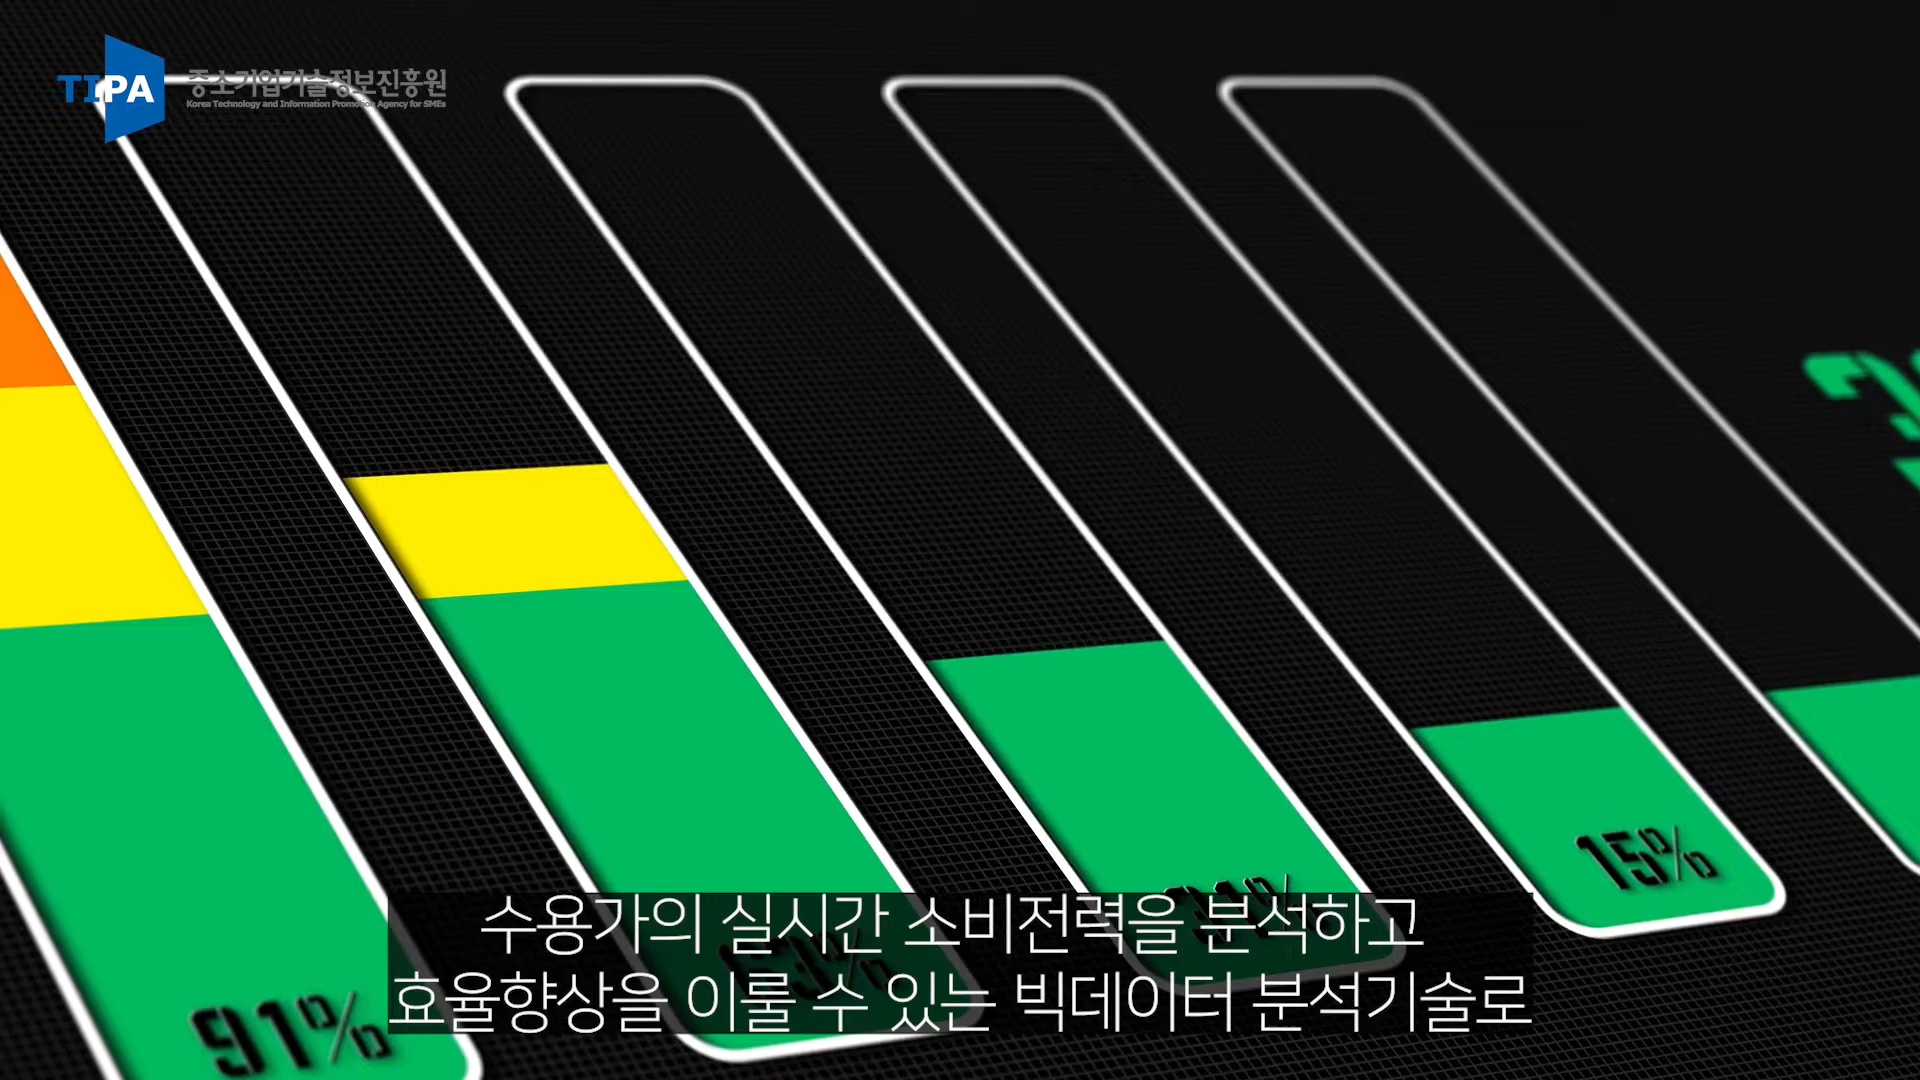 TIPA
중소기업기술정보진흥원
Korea Technology and Information Promotion Agency for SMEs
15%
91%
수용가의 실시간 소비전력을 분석하고
효율향상을 이룰 수 있는 빅데이터 분석기술로